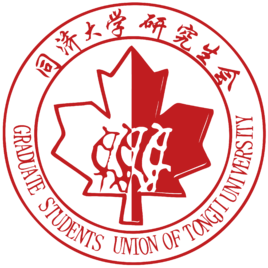 同济大学研究生会
GRADUATE STUDENTS UNION OF TONGJI UNIVERSITY